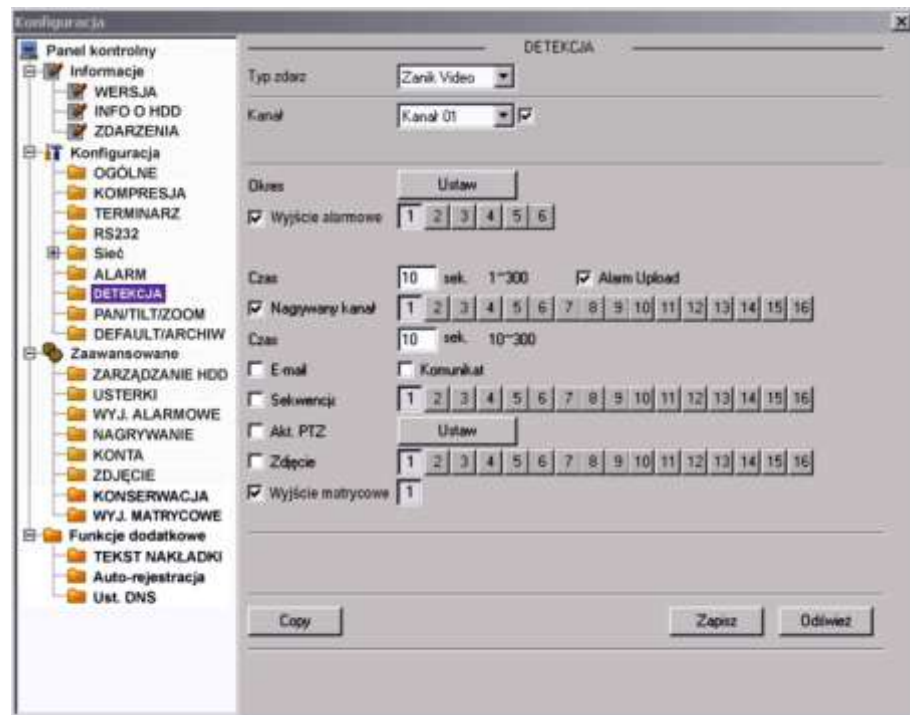 Konfiguracja
Panel kontrolny
Informacje
WERSJA
INFO O HDD
ZDARZENIA
Konfiguracja
OGÓLNE
KOMPRESJA
TERMINARZ
RS232
Sieć
ALARM
DETEKCJA
PAN/TILT/ZOOM
DEFAULT/ARCHIW
Zaawansowane
ZARZĄDZANIE HDD
USTERKI
WYJ. ALARMOWE
NAGRYWANIE
KONTA
ZDJĘCIE
KONSERWACJA
WYJ. MATRYCOWE
Funkcje dodatkowe
TEKST NAKŁADKI
Auto-rejestracja
Ust. DNS
DETEKCJA
Typ zdarz Zanik Video
Kanał Kanał 01
Okres Ustaw
Wyjście alarmowe 1 2 3 4 5 6
Czas 10 sek. 1~300 Alarm Upload
Nagrywany kanał 1 2 3 4 5 6 7 8 9 10 11 12 13 14 15 16
Czas 10 sek. 10~300
E-mail Komunikat
Sekwencja 1 2 3 4 5 6 7 8 9 10 11 12 13 14 15 16
Akt. PTZ Ustaw
Zdjęcie 1 2 3 4 5 6 7 8 9 10 11 12 13 14 15 16
Wyjście matrycowe 1
Copy Zapisz Odśwież